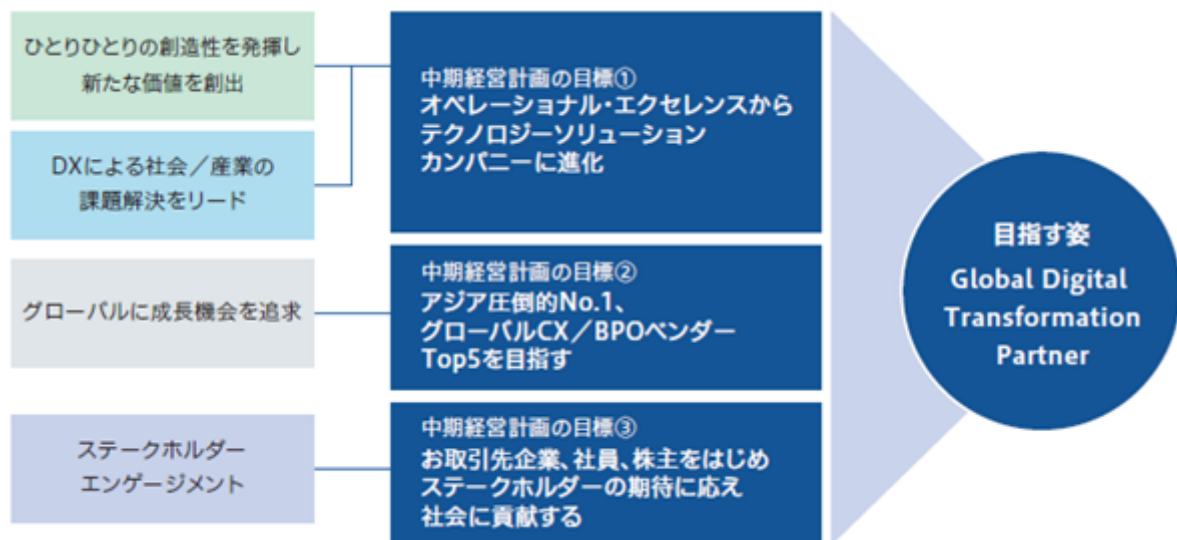 ひとりひとりの創造性を発揮し
新たな価値を創出
DXによる社会／産業の
課題解決をリード
グローバルに成長機会を追求
ステークホルダー
エンゲージメント
中期経営計画の目標①
オペレーショナル・エクセレンスから
テクノロジーソリューション
カンパニーに進化
中期経営計画の目標②
アジア圧倒的No.1、
グローバルCX／BPOベンダー
Top5を目指す
中期経営計画の目標③
お取引先企業、社員、株主をはじめ
ステークホルダーの期待に応え
社会に貢献する
目指す姿
Global Digital
Transformation
Partner